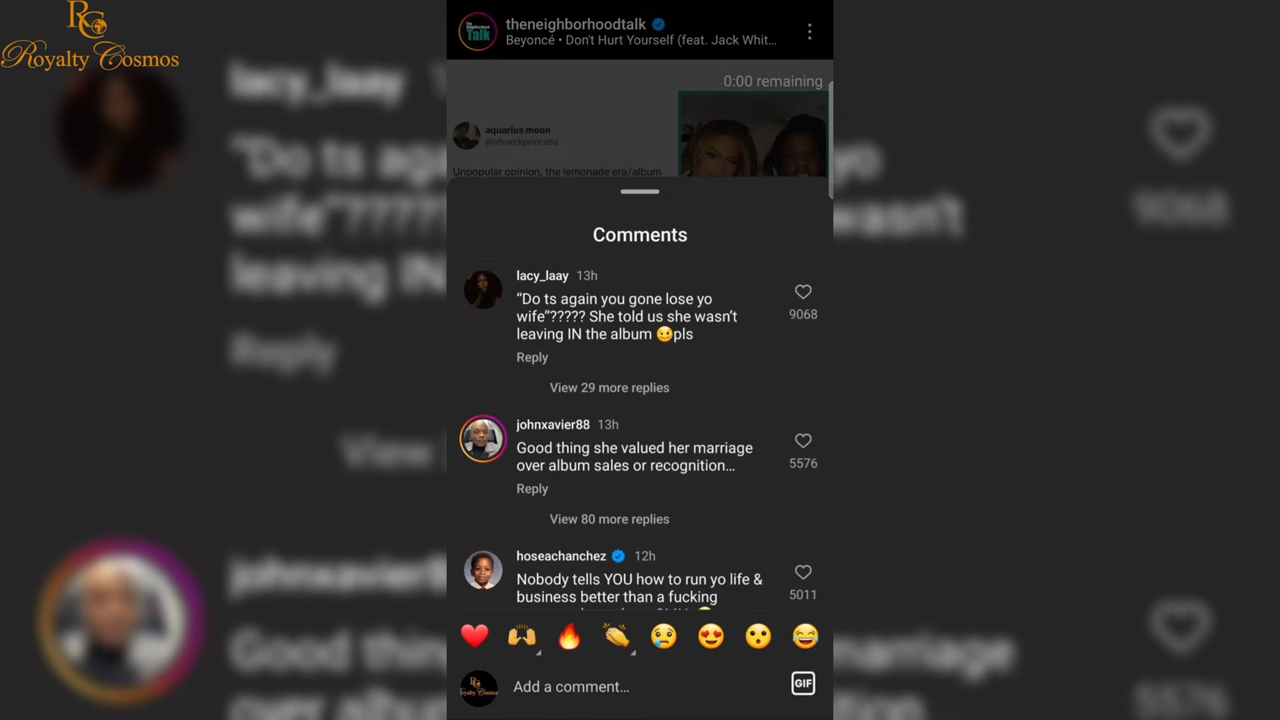 RG
Royalty Cosmos
theneighborhoodtalk
Beyoncé • Don't Hurt Yourself (feat. Jack Whit...
0:00 remaining
aquarius moon
@afrorckprincess
Unpopular opinion, the lemonade era/album
Comments
lacy_laay 13h
“Do ts again you gone lose yo
wife”????? She told us she wasn’t
leaving IN the album 🥴pls
9068
Reply
View 29 more replies
johnxavier88 13h
Good thing she valued her marriage
over album sales or recognition...
5576
Reply
View 80 more replies
hoseachanchez 12h
Nobody tells YOU how to run yo life &
business better than a fucking
5011
Add a comment...
GIF